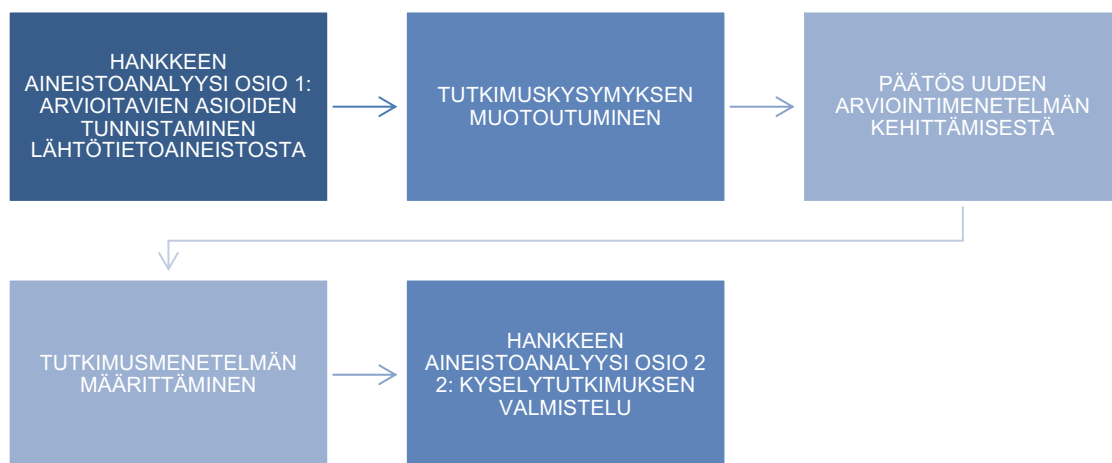 HANKKEEN
AINEISTOANALYYSI OSIO 1:
ARVIOITAVIEN ASIOIDEN
TUNNISTAMINEN
LÄHTÖTIETOAINEISTOSTA
TUTKIMUSKYSYMYKSEN
MUOTOUTUMINEN
PÄÄTÖS UUDEN
ARVIOINTIMENETELMÄN
KEHITTÄMISESTÄ
TUTKIMUSMENETELMÄN
MÄÄRITTÄMINEN
HANKKEEN
AINEISTOANALYYSI OSIO 2
2: KYSELYTUTKIMUKSEN
VALMISTELU